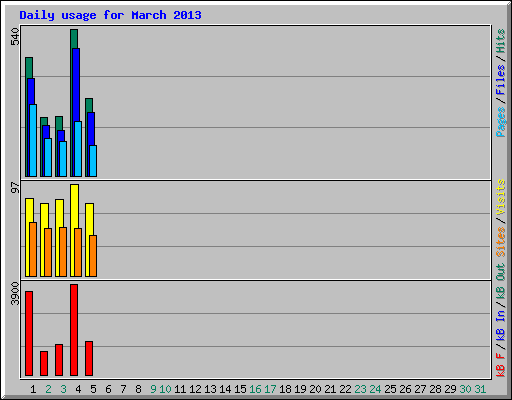 Daily usage for March 2013
540
Pages/Files/Hits
97
Sites/Visits
3900
kB F/kB In/kB Out
1 2 3 4 5 6 7 8 9 10 11 12 13 14 15 16 17 18 19 20 21 22 23 24 25 26 27 28 29 30 31